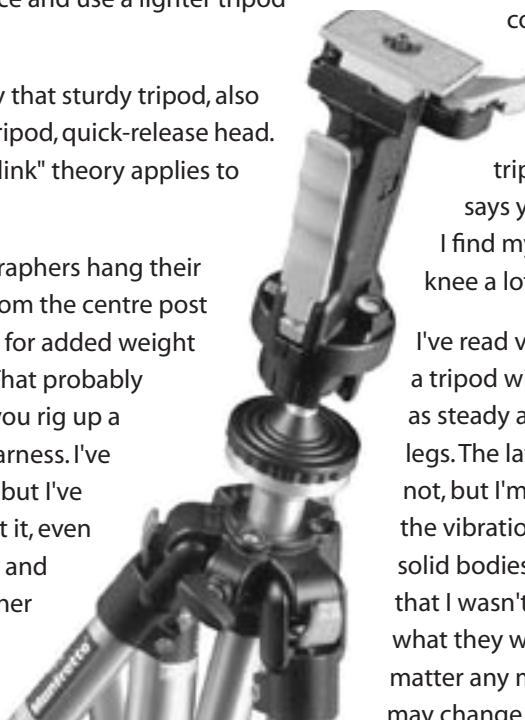 ce and use a lighter tripod
y that sturdy tripod, also
ripod, quick-release head.
link" theory applies to
raphers hang their
om the centre post
for added weight
hat probably
you rig up a
arness. I've
but I've
t it, even
and
her
Manfrotto
co
trip
says y
I find my
knee a lot
I've read v
a tripod wi
as steady a
legs. The la
not, but I'm
the vibratio
solid bodies
that I wasn't
what they w
matter any m
may change